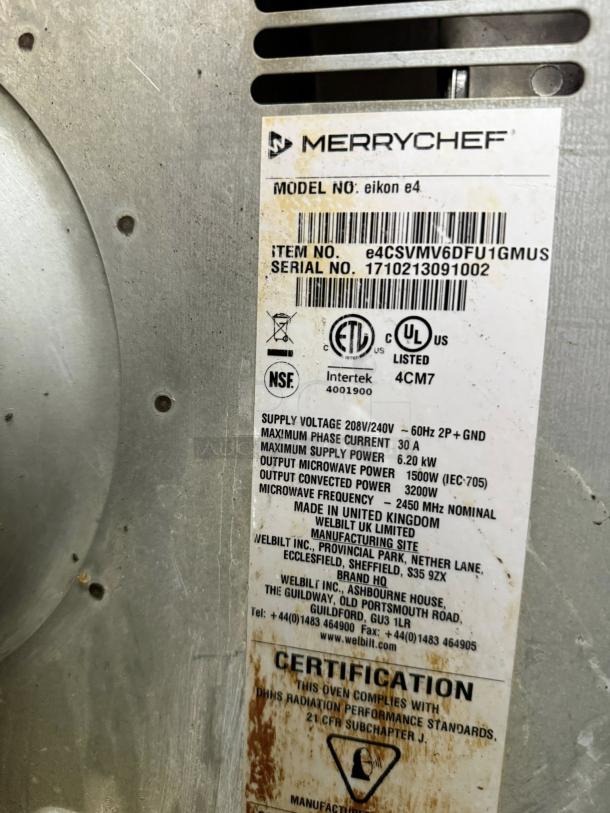 MERRYCHEF
MODEL NO. eikon e4
ITEM NO. e4CSVMV6DFU1GMUS
SERIAL NO. 1710213091002
c ETL US
INTERTEK
c UL US
LISTED
NSF
Intertek 4CM7
4001900
SUPPLY VOLTAGE 208V/240V ~ 60Hz 2P + GND
MAXIMUM PHASE CURRENT 30 A
MAXIMUM SUPPLY POWER 6.20 kW
OUTPUT MICROWAVE POWER 1500W (IEC-705)
OUTPUT CONVECTED POWER 3200W
MICROWAVE FREQUENCY – 2450 MHz NOMINAL
MADE IN UNITED KINGDOM
WELBILT UK LIMITED
MANUFACTURING SITE
WELBILT INC., PROVINCIAL PARK, NETHER LANE,
ECCLESFIELD, SHEFFIELD, S35 9ZX
BRAND HQ
WELBILT INC., ASHBOURNE HOUSE,
THE GUILDWAY, OLD PORTSMOUTH ROAD,
GUILDFORD, GU3 1LR
Tel: +44(0)1483 464900 Fax: +44(0)1483 464905
www.welbilt.com
CERTIFICATION
THIS OVEN COMPLIES WITH
DHHS RADIATION PERFORMANCE STANDARDS,
21 CFR SUBCHAPTER J.